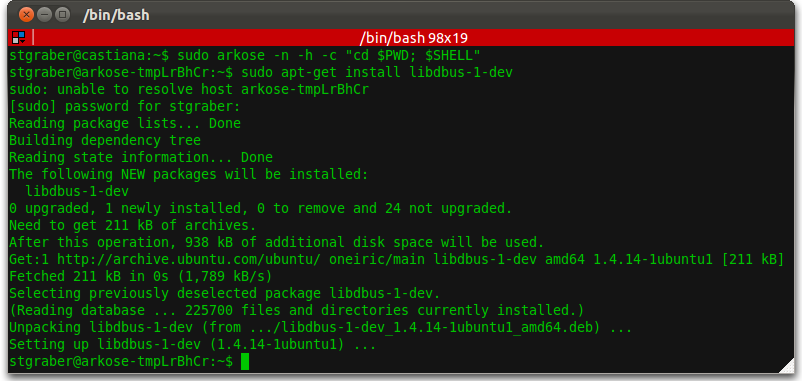 /bin/bash
/bin/bash 98x19
stgraber@castiana:~$ sudo arkose -n -h -c "cd $PWD; $SHELL"
stgraber@arkose-tmpLrBhCr:~$ sudo apt-get install libdbus-1-dev
sudo: unable to resolve host arkose-tmpLrBhCr
[sudo] password for stgraber:
Reading package lists... Done
Building dependency tree
Reading state information... Done
The following NEW packages will be installed:
  libdbus-1-dev
0 upgraded, 1 newly installed, 0 to remove and 24 not upgraded.
Need to get 211 kB of archives.
After this operation, 938 kB of additional disk space will be used.
Get:1 http://archive.ubuntu.com/ubuntu/ oneiric/main libdbus-1-dev amd64 1.4.14-1ubuntu1 [211 kB]
Fetched 211 kB in 0s (1,789 kB/s)
Selecting previously deselected package libdbus-1-dev.
(Reading database ... 225700 files and directories currently installed.)
Unpacking libdbus-1-dev (from .../libdbus-1-dev_1.4.14-1ubuntu1_amd64.deb) ...
Setting up libdbus-1-dev (1.4.14-1ubuntu1) ...
stgraber@arkose-tmpLrBhCr:~$